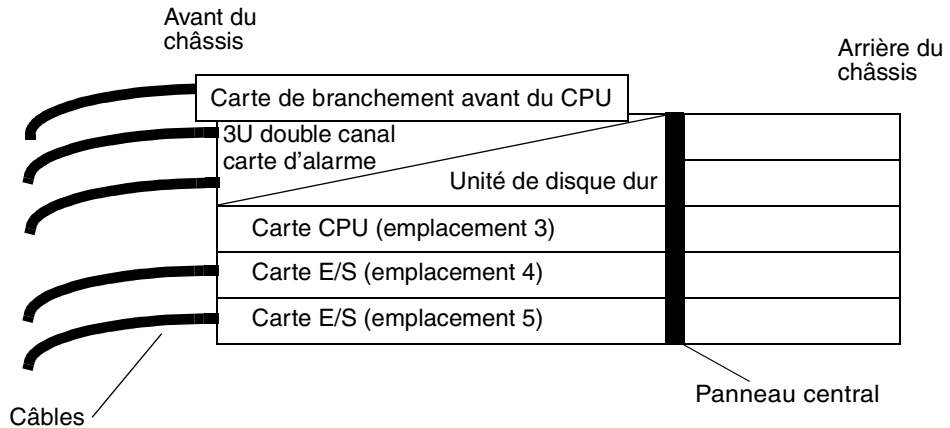 Avant du
châssis
Arrière du
châssis
Carte de branchement avant du CPU
3U double canal
carte d'alarme
Unité de disque dur
Carte CPU (emplacement 3)
Carte E/S (emplacement 4)
Carte E/S (emplacement 5)
Panneau central
Câbles